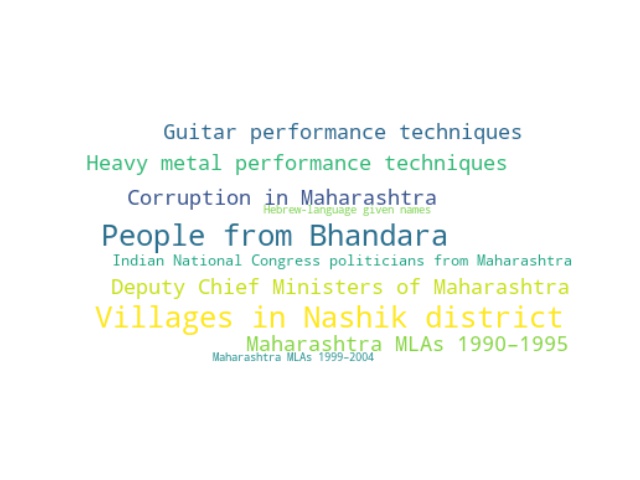 Guitar performance techniques
Heavy metal performance techniques
Corruption in Maharashtra
Hebrew-language given names
People from Bhandara
Indian National Congress politicians from Maharashtra
Deputy Chief Ministers of Maharashtra
Villages in Nashik district
Maharashtra MLAs 1990–1995
Maharashtra MLAs 1999–2004